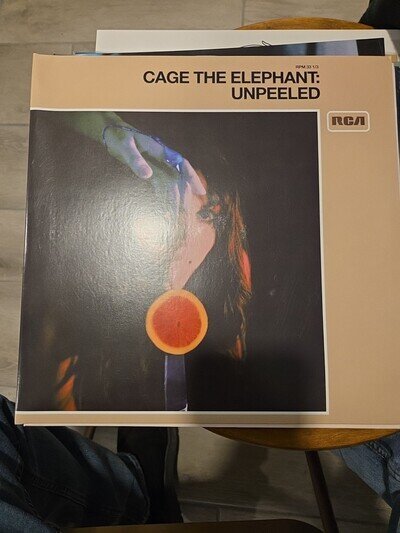 RPM 33 1/3
CAGE THE ELEPHANT:
UNPEELED
RCA